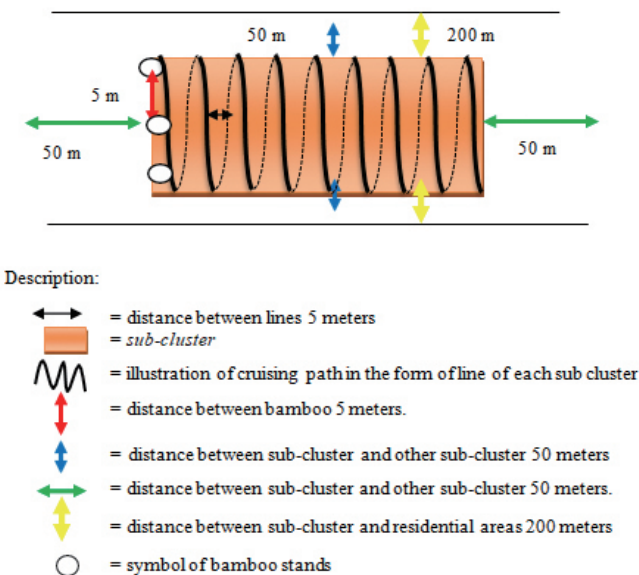 50 m
200 m
5 m
50 m
50 m
Description:
= distance between lines 5 meters
= sub-cluster
= illustration of cruising path in the form of line of each sub cluster
= distance between bamboo 5 meters.
= distance between sub-cluster and other sub-cluster 50 meters
= distance between sub-cluster and other sub-cluster 50 meters.
= distance between sub-cluster and residential areas 200 meters
= symbol of bamboo stands